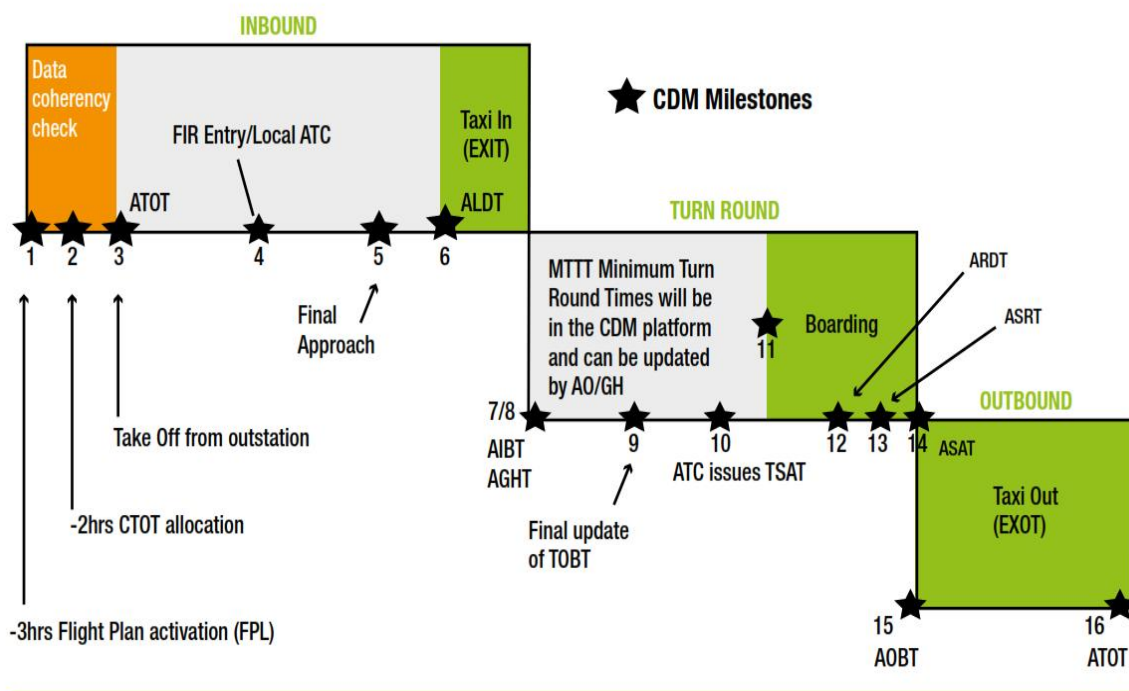 INBOUND
Data
coherency
check
FIR Entry/Local ATC
Taxi In
(EXIT)
CDM Milestones
ATOT
ALDT
1
2
3
4
5
6
Final
Approach
Take Off from outstation
-2hrs CTOT allocation
-3hrs Flight Plan activation (FPL)
TURN ROUND
MTTT Minimum Turn
Round Times will be
in the CDM platform
and can be updated
by AO/GH
11
Boarding
ARDT
ASRT
7/8
AIBT
AGHT
9
10
12
13
14
Final update
of TOBT
ATC issues TSAT
OUTBOUND
ASAT
Taxi Out
(EXOT)
15
AOBT
16
ATOT